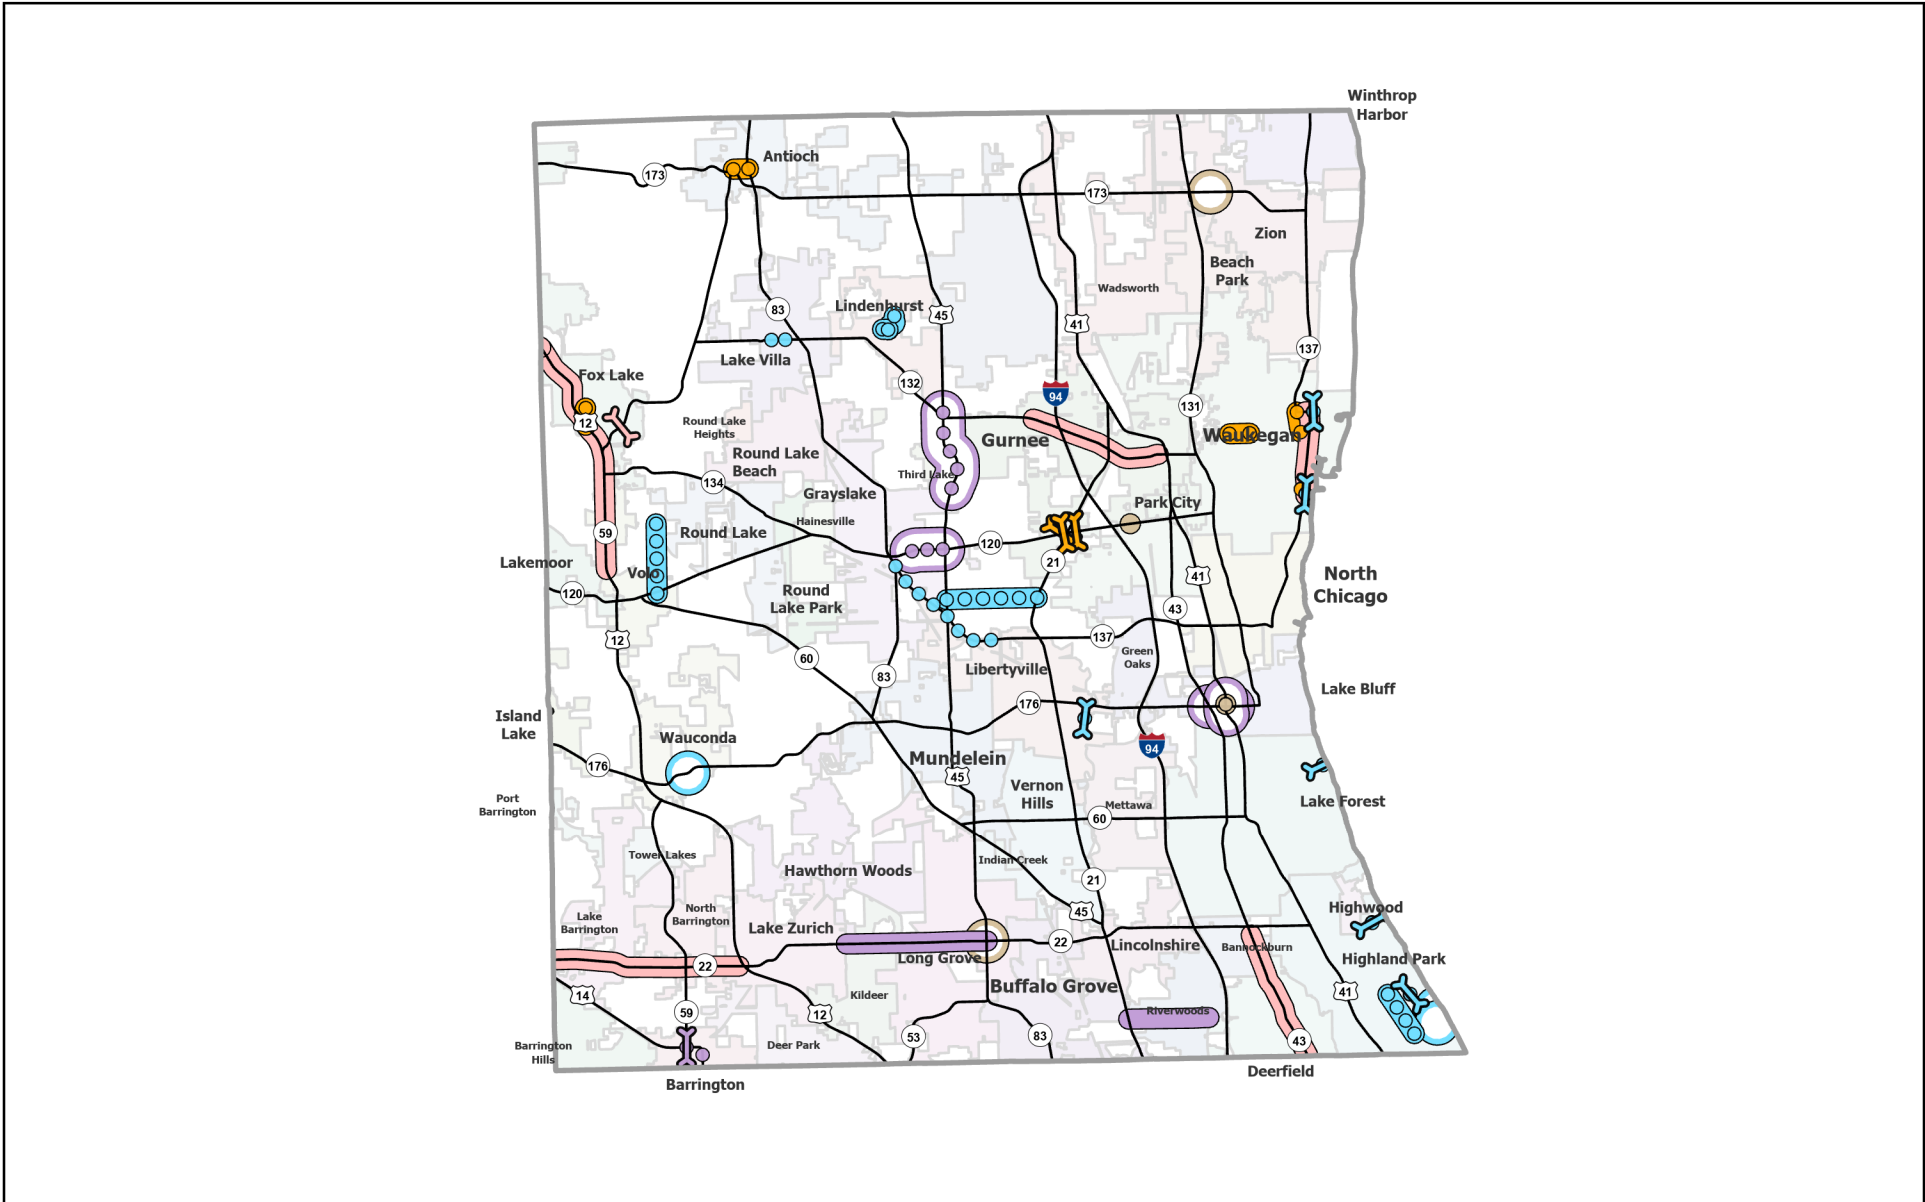 Winthrop
Harbor
Antioch
173
173
Zion
Beach
Park
Wadsworth
Lindenhurst
83
45
41
137
Lake Villa
Fox Lake
132
94
131
12
Round Lake
Heights
Gurnee
Waukegan
Round Lake
Beach
Third Lake
134
Grayslake
Park City
Hainesville
59
Round Lake
120
21
Lakemoor
Volo
41
North
Chicago
120
Round
Lake Park
43
12
137
60
Green
Oaks
Libertyville
83
Lake Bluff
176
Island
Lake
Wauconda
94
176
Mundelein
45
Vernon
Hills
Port
Barrington
Mettawa
Lake Forest
60
Tower Lakes
Indian Creek
Hawthorn Woods
21
Lake
Barrington
North
Barrington
45
Highwood
Lake Zurich
22
Lincolnshire
Bannockburn
22
Long Grove
Highland Park
14
Kildeer
Buffalo Grove
41
59
12
Riverwoods
53
83
43
Barrington
Hills
Deer Park
Barrington
Deerfield